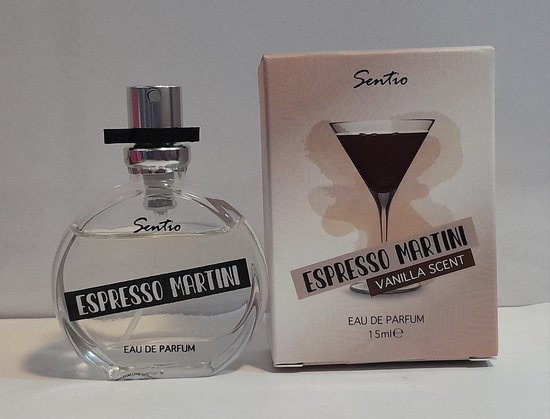 Sentio
ESPRESSO MARTINI
EAU DE PARFUM
Sentio
ESPRESSO MARTINI
VANILLA SCENT
EAU DE PARFUM
15ml℮